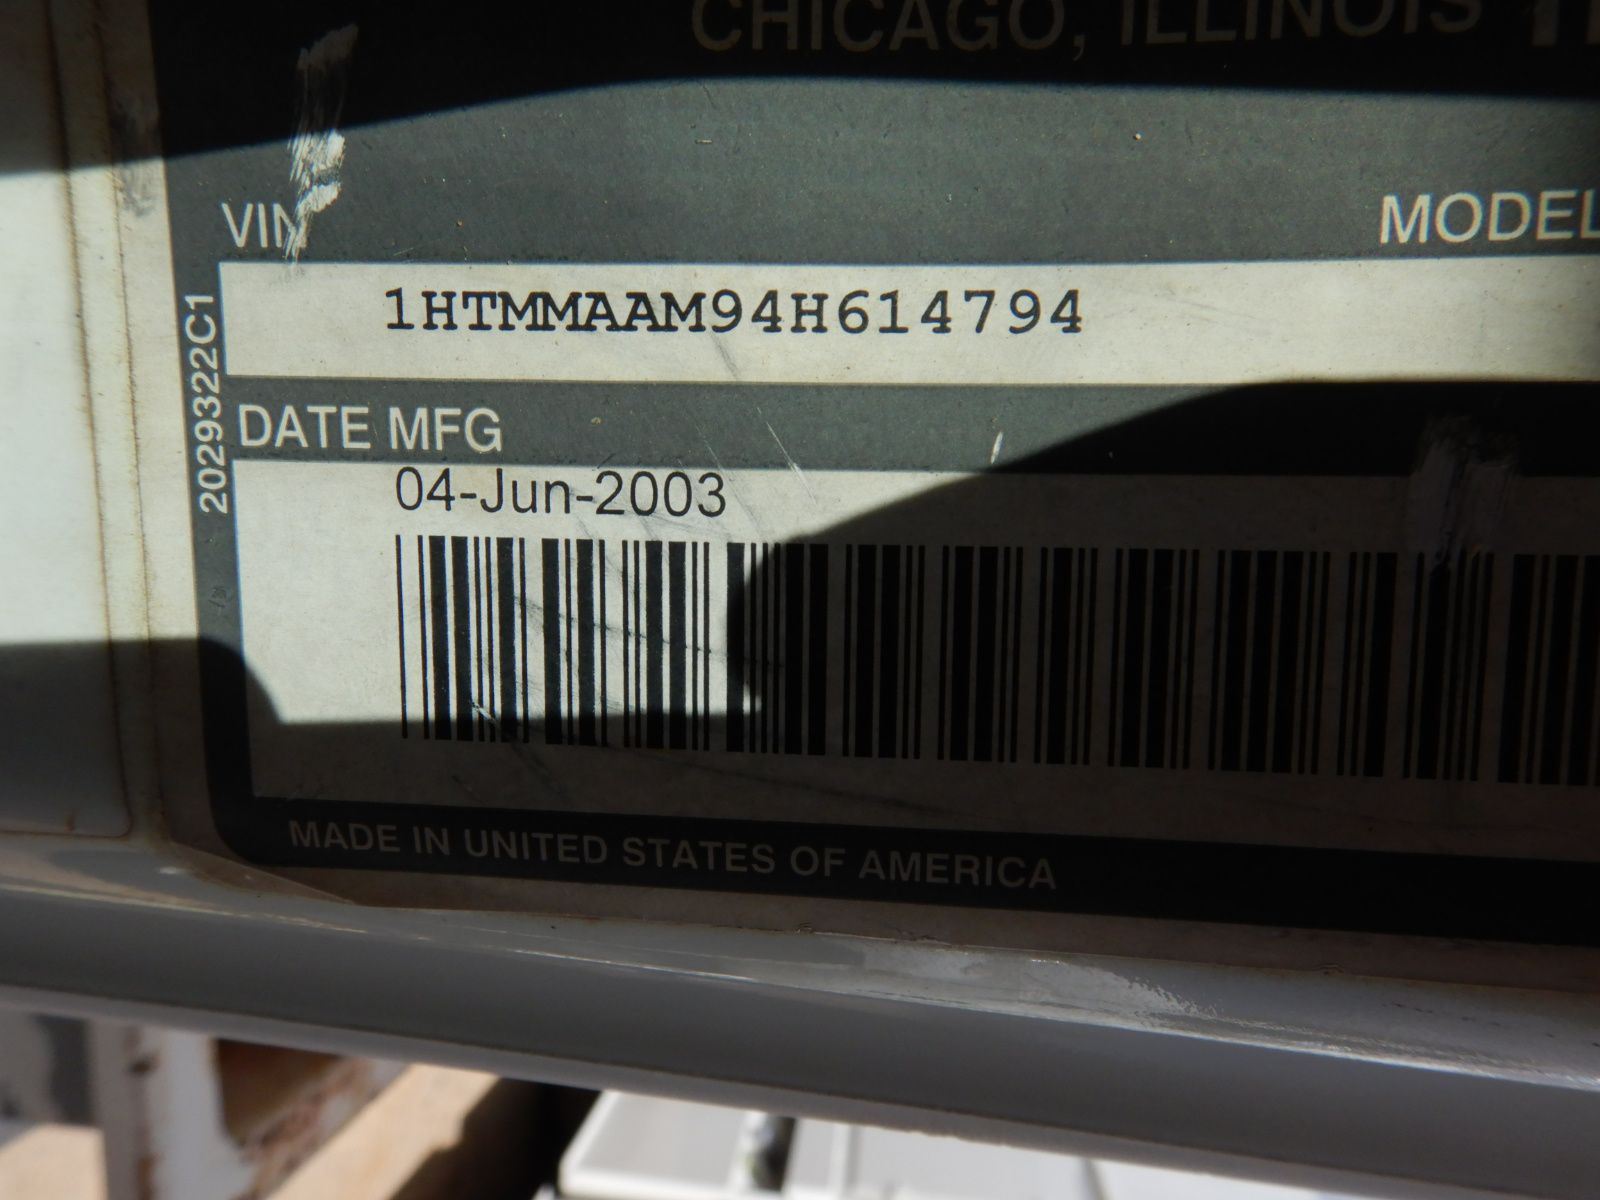 CHICAGO, ILLINOIS
VIN
MODEL
1HTMMAAM94H614794
2029322C1
DATE MFG
04-Jun-2003
MADE IN UNITED STATES OF AMERICA